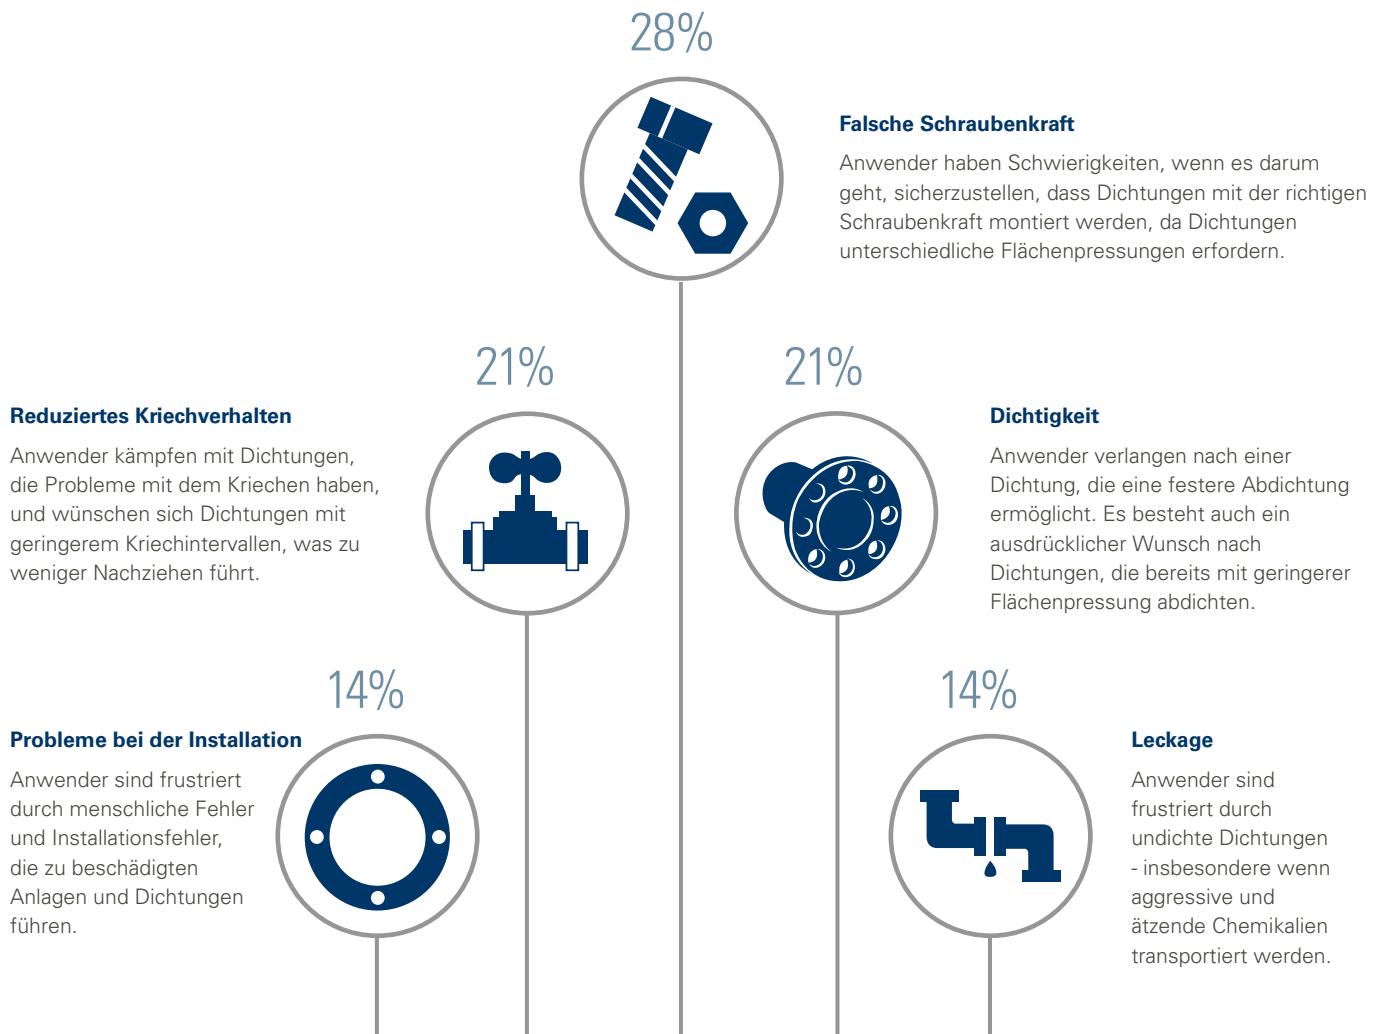 28%
Falsche Schraubenkraft
Anwender haben Schwierigkeiten, wenn es darum
geht, sicherzustellen, dass Dichtungen mit der richtigen
Schraubenkraft montiert werden, da Dichtungen
unterschiedliche Flächenpressungen erfordern.
21%
Reduziertes Kriechverhalten
Anwender kämpfen mit Dichtungen,
die Probleme mit dem Kriechen haben,
und wünschen sich Dichtungen mit
geringerem Kriechintervallen, was zu
weniger Nachziehen führt.
21%
Dichtigkeit
Anwender verlangen nach einer
Dichtung, die eine festere Abdichtung
ermöglicht. Es besteht auch ein
ausdrücklicher Wunsch nach
Dichtungen, die bereits mit geringerer
Flächenpressung abdichten.
14%
Probleme bei der Installation
Anwender sind frustriert
durch menschliche Fehler
und Installationsfehler,
die zu beschädigten
Anlagen und Dichtungen
führen.
14%
Leckage
Anwender sind
frustriert durch
undichte Dichtungen
- insbesondere wenn
aggressive und
ätzende Chemikalien
transportiert werden.